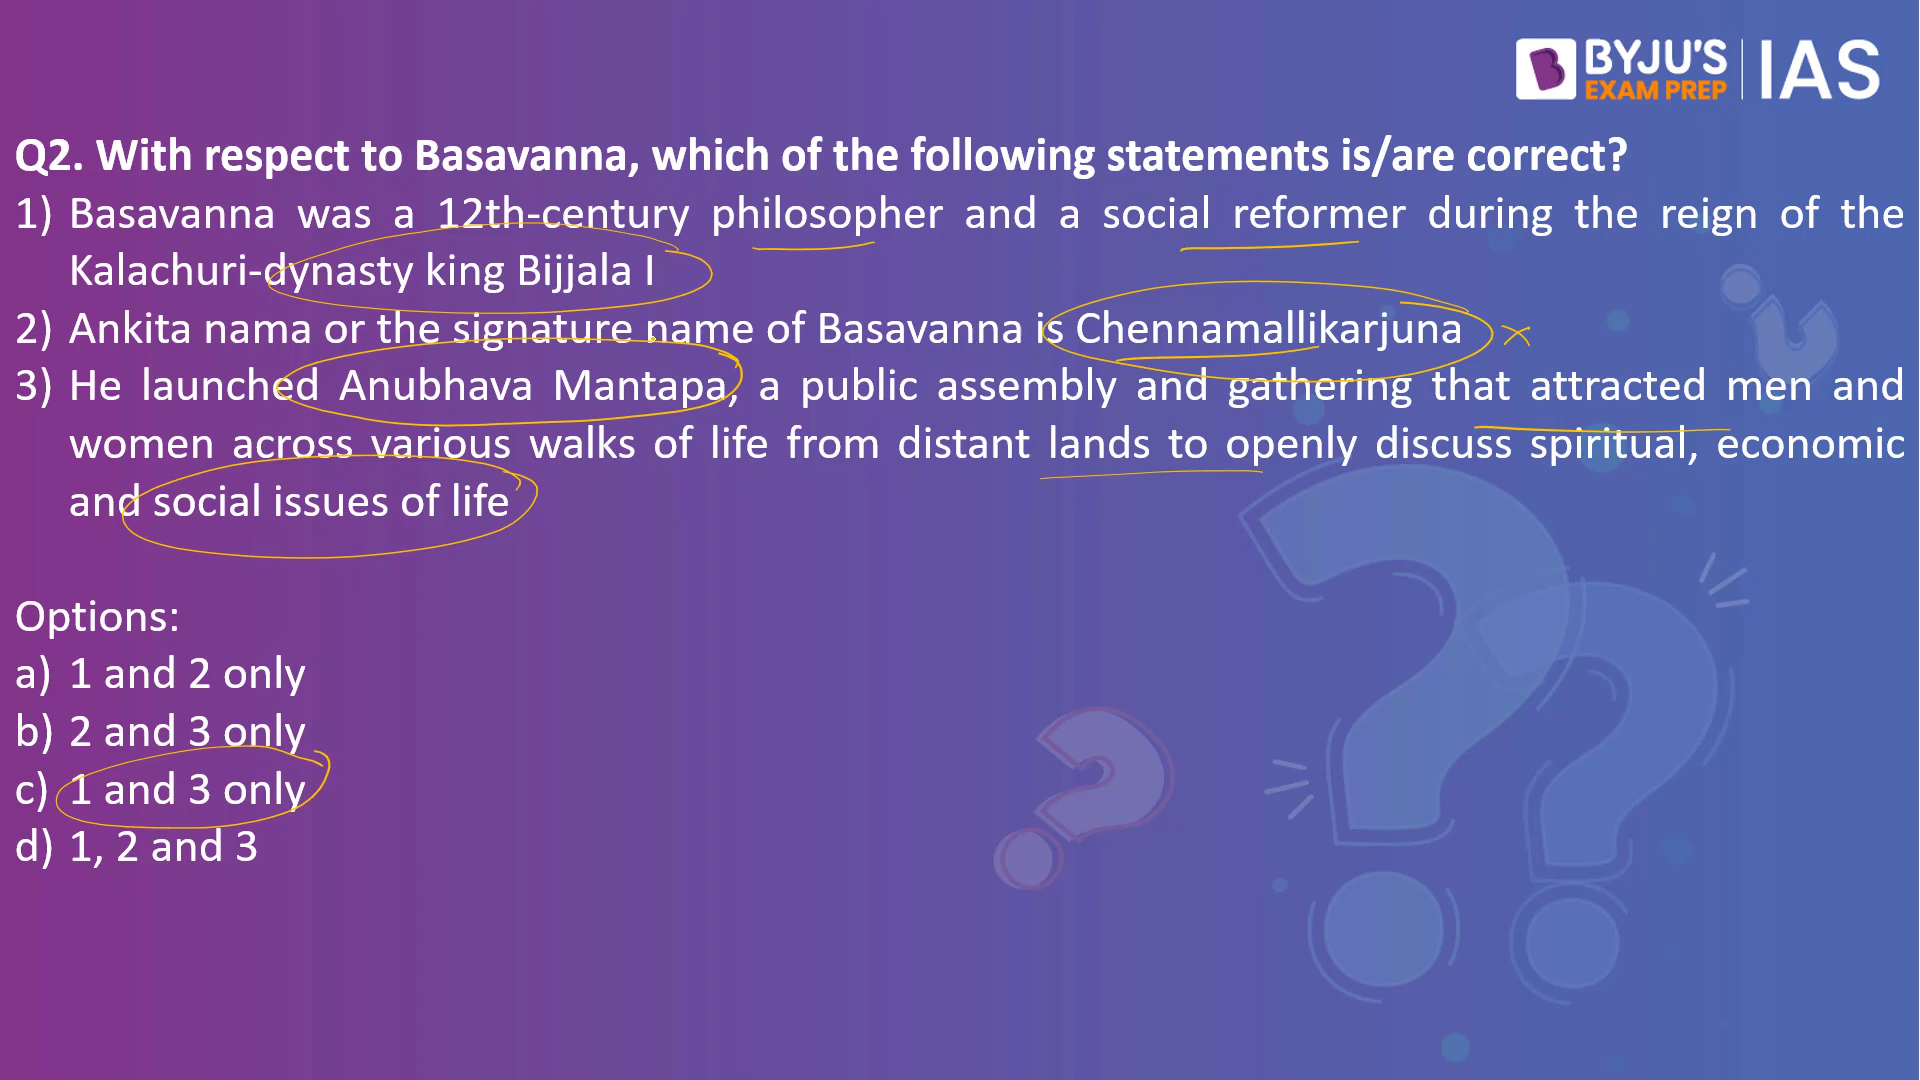 BYJU'S
EXAM PREP
IAS
Q2. With respect to Basavanna, which of the following statements is/are correct?
1) Basavanna was a 12th-century philosopher and a social reformer during the reign of the
Kalachuri-dynasty king Bijjala I
2) Ankita nama or the signature name of Basavanna is Chennamallikarjuna
3) He launched Anubhava Mantapa, a public assembly and gathering that attracted men and
women across various walks of life from distant lands to openly discuss spiritual, economic
and social issues of life
Options:
a) 1 and 2 only
b) 2 and 3 only
c) 1 and 3 only
d) 1, 2 and 3